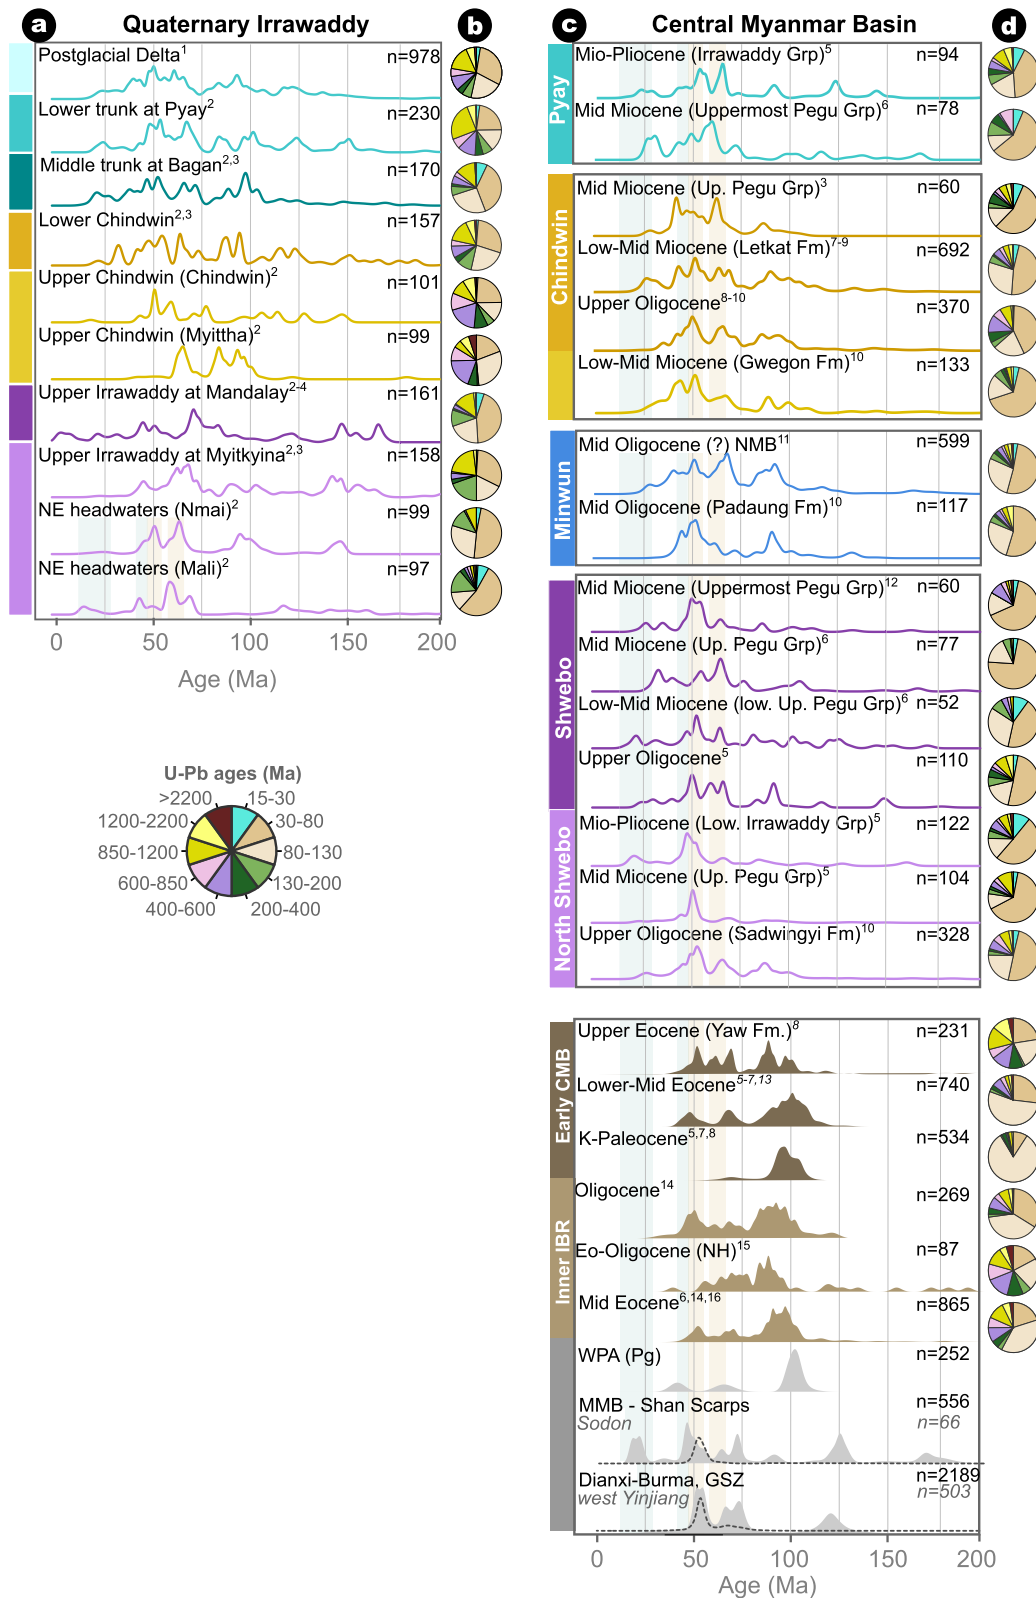 a Quaternary Irrawaddy b
Postglacial Delta1 n=978
Lower trunk at Pyay2 n=230
Middle trunk at Bagan2,3 n=170
Lower Chindwin2,3 n=157
Upper Chindwin (Chindwin)2 n=101
Upper Chindwin (Myittha)2 n=99
Upper Irrawaddy at Mandalay2-4 n=161
Upper Irrawaddy at Myitkyina2,3 n=158
NE headwaters (Nmai)2 n=99
NE headwaters (Mali)2 n=97
0 50 100 150 200
Age (Ma)
U-Pb ages (Ma)
>2200 15-30
1200-2200 30-80
850-1200 80-130
600-850 130-200
400-600 200-400
c Central Myanmar Basin d
Pyay
Mio-Pliocene (Irrawaddy Grp)5 n=94
Mid Miocene (Uppermost Pegu Grp)6 n=78
Chindwin
Mid Miocene (Up. Pegu Grp)3 n=60
Low-Mid Miocene (Letkat Fm)7-9 n=692
Upper Oligocene8-10 n=370
Low-Mid Miocene (Gwegon Fm)10 n=133
Minwun
Mid Oligocene (?) NMB11 n=599
Mid Oligocene (Padaung Fm)10 n=117
Shwebo
Mid Miocene (Uppermost Pegu Grp)12 n=60
Mid Miocene (Up. Pegu Grp)6 n=77
Low-Mid Miocene (low. Up. Pegu Grp)6 n=52
Upper Oligocene5 n=110
North Shwebo
Mio-Pliocene (Low. Irrawaddy Grp)5 n=122
Mid Miocene (Up. Pegu Grp)5 n=104
Upper Oligocene (Sadwingyi Fm)10 n=328
Early CMB
Upper Eocene (Yaw Fm.)8 n=231
Lower-Mid Eocene5-7,13 n=740
K-Paleocene5,7,8 n=534
Inner IBR
Oligocene14 n=269
Eo-Oligocene (NH)15 n=87
Mid Eocene6,14,16 n=865
WPA (Pg) n=252
MMB - Shan Scarps n=556
Sodon n=66
Dianxi-Burma, GSZ n=2189
west Yinjiang n=503
0 50 100 150 200
Age (Ma)